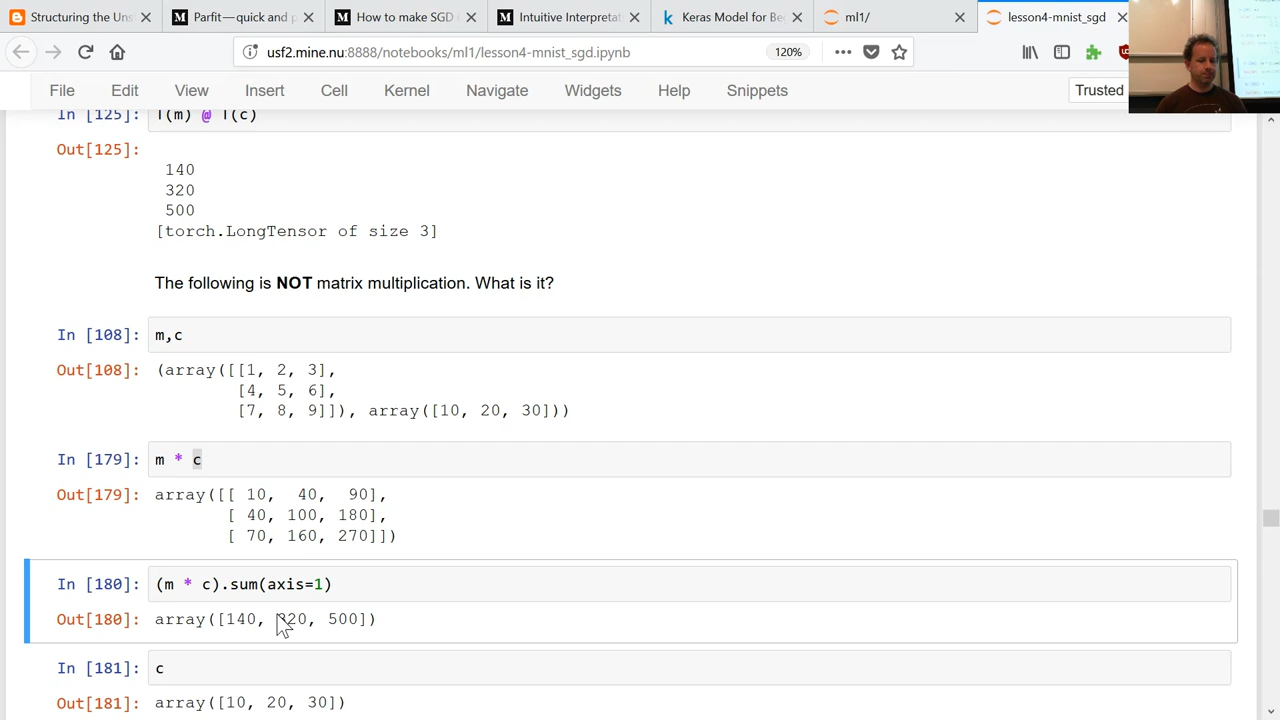 Structuring the Uns
Parfit — quick and p
How to make SGD
Intuitive Interpretat
Keras Model for Be
ml1/
lesson4-mnist_sgd
usf2.mine.nu:8888/notebooks/ml1/lesson4-mnist_sgd.ipynb
120%
File Edit View Insert Cell Kernel Navigate Widgets Help Snippets
Trusted
In [125]: T(m) @ T(c)
Out[125]:
140
320
500
[torch.LongTensor of size 3]
The following is NOT matrix multiplication. What is it?
In [108]: m,c
Out[108]: (array([[1, 2, 3],
[4, 5, 6],
[7, 8, 9]]), array([10, 20, 30]))
In [179]: m * c
Out[179]: array([[ 10, 40, 90],
[ 40, 100, 180],
[ 70, 160, 270]])
In [180]: (m * c).sum(axis=1)
Out[180]: array([140, 320, 500])
In [181]: c
Out[181]: array([10, 20, 30])